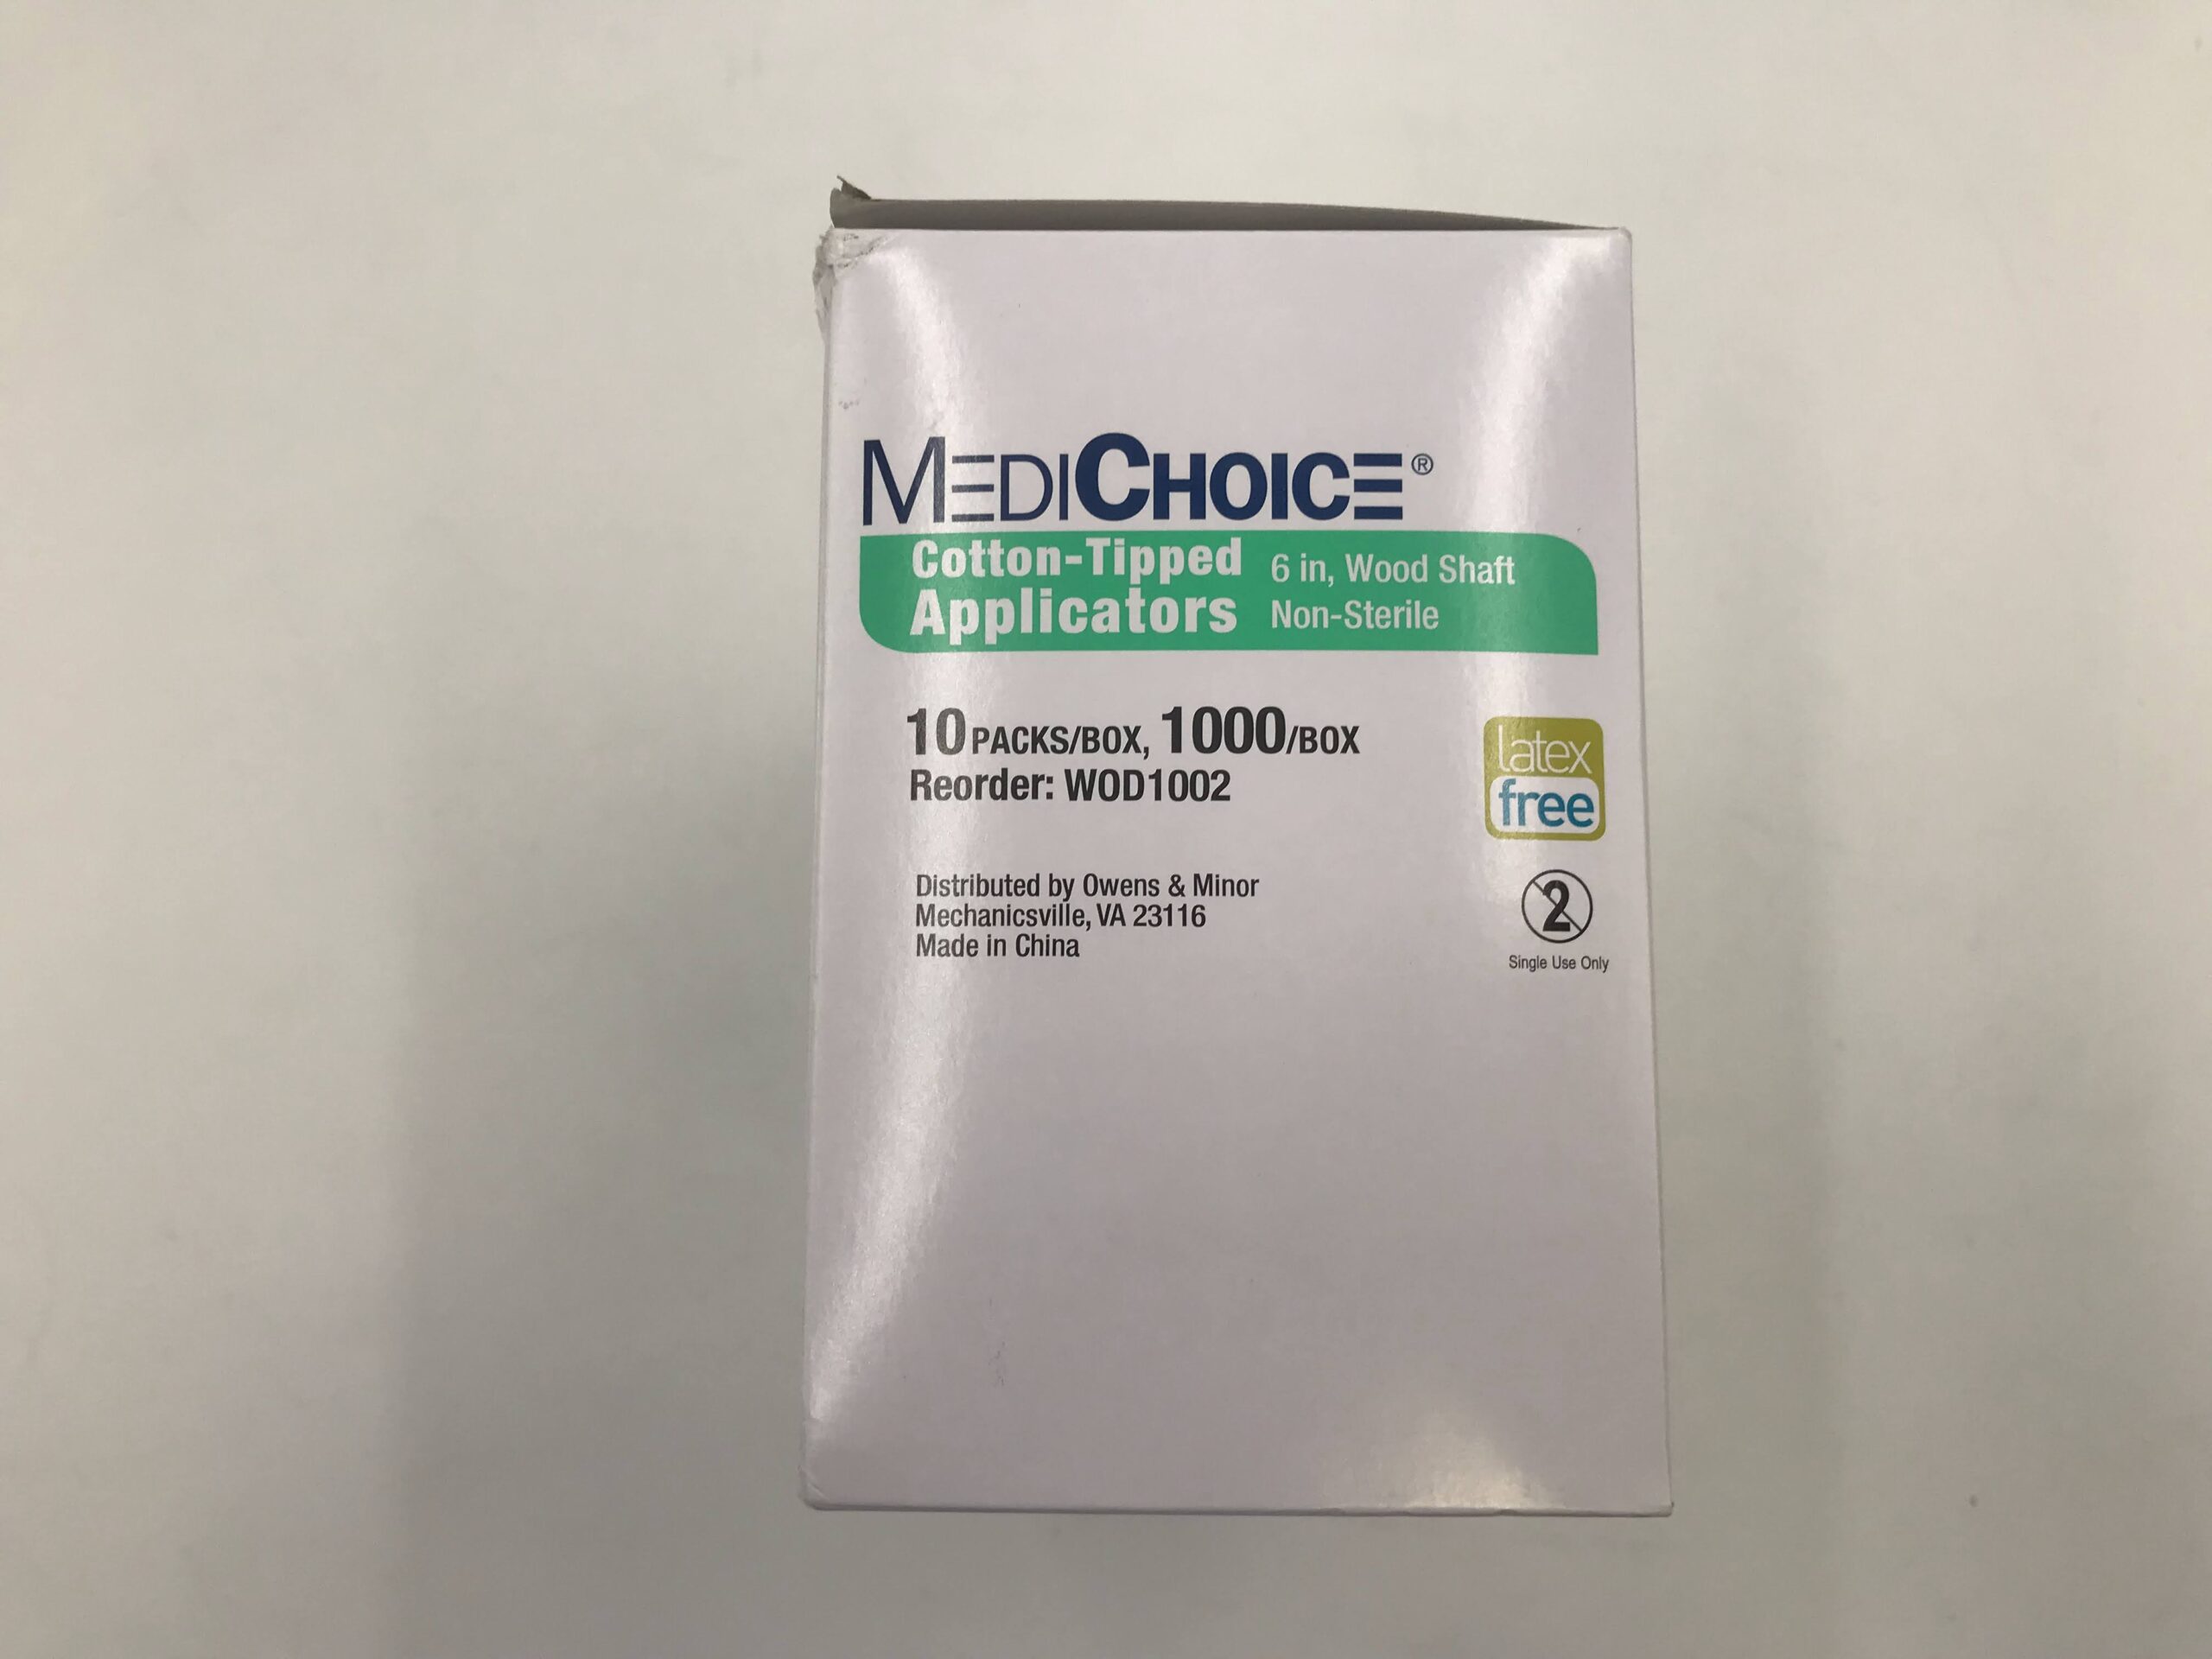 MEDICHOICE®
Cotton-Tipped
Applicators
6 in, Wood Shaft
Non-Sterile
10 PACKS/BOX, 1000/BOX
Reorder: WOD1002
latex
free
Distributed by Owens & Minor
Mechanicsville, VA 23116
Made in China
2
Single Use Only